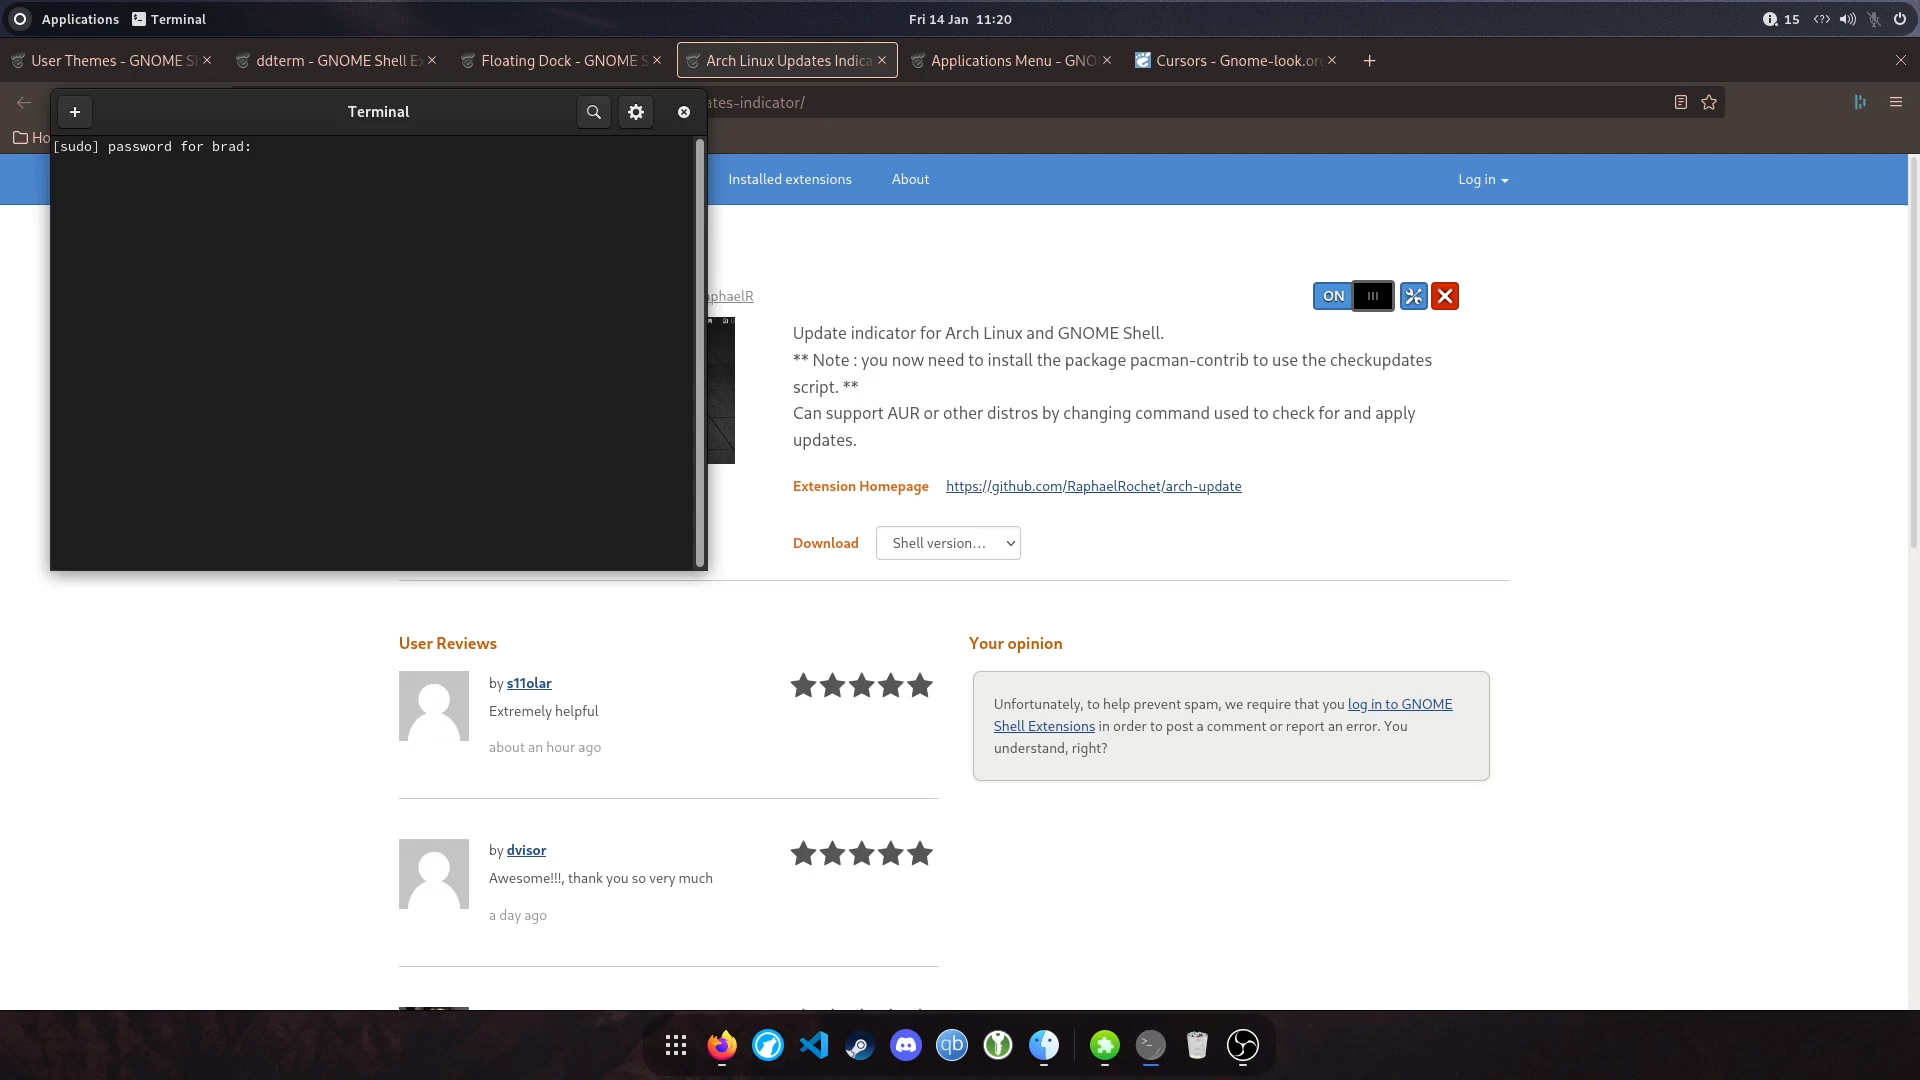 Applications
Terminal
Fri 14 Jan 11:20
15
User Themes - GNOME S
ddterm - GNOME Shell E
Floating Dock - GNOME S
Arch Linux Updates Indica
Applications Menu - GNO
Cursors - Gnome-look.or
Terminal
ates-indicator/
Ho
[sudo] password for brad:
Installed extensions
About
Log in
aphaelR
ON
Update indicator for Arch Linux and GNOME Shell.
** Note : you now need to install the package pacman-contrib to use the checkupdates
script. **
Can support AUR or other distros by changing command used to check for and apply
updates.
Extension Homepage https://github.com/RaphaelRochet/arch-update
Download Shell version...
User Reviews
by s11olar
Extremely helpful
about an hour ago
by dvisor
Awesome!!!, thank you so very much
a day ago
Your opinion
Unfortunately, to help prevent spam, we require that you log in to GNOME
Shell Extensions in order to post a comment or report an error. You
understand, right?
qb